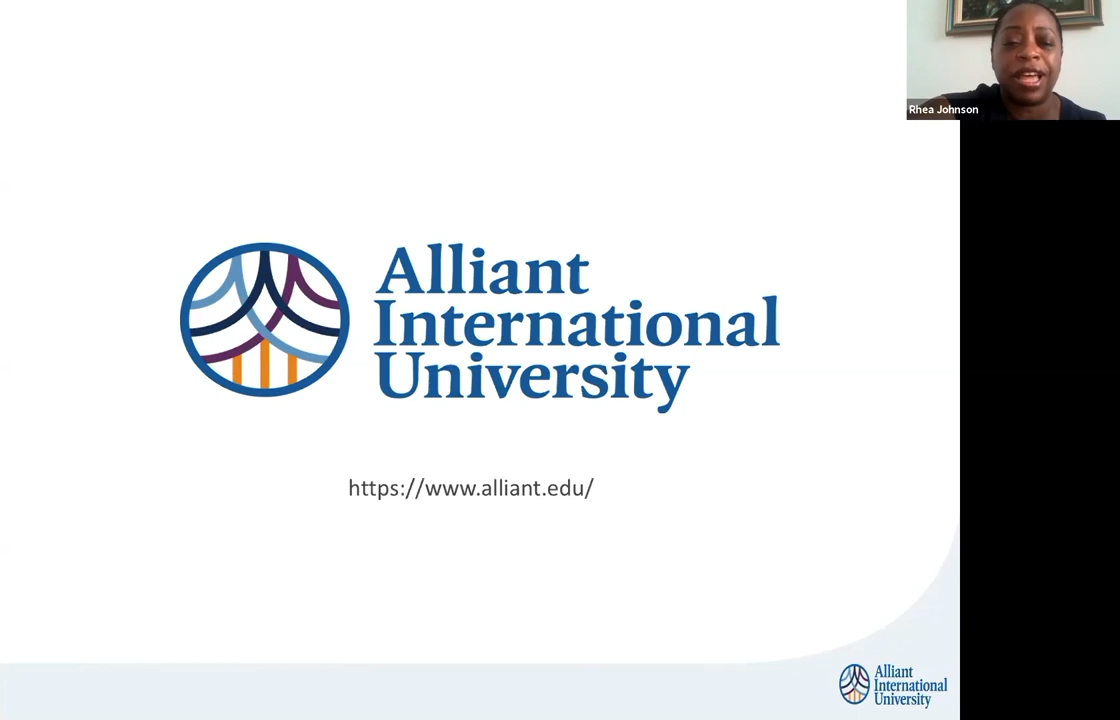 Rhea Johnson
Alliant
International
University
https://www.alliant.edu/
Alliant
International
University